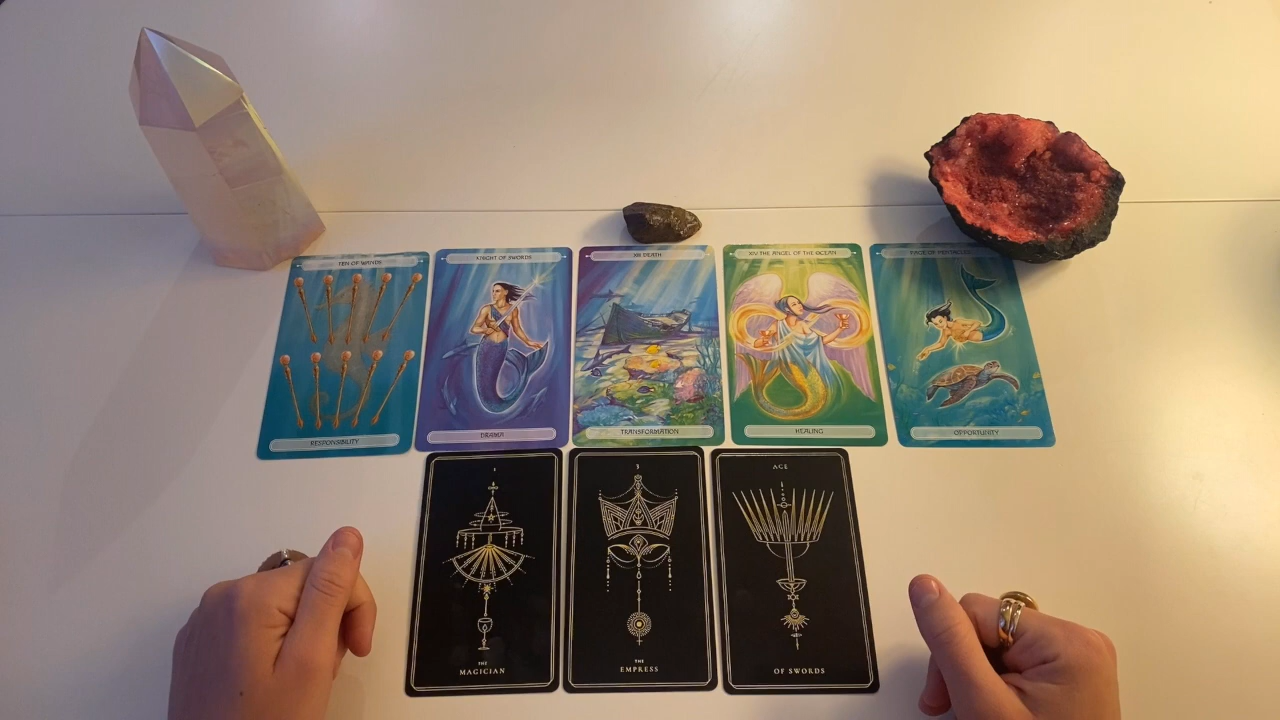 TEN OF WANDS
RESPONSIBILITY
KNIGHT OF SWORDS
DRAMA
XIII DEATH
TRANSFORMATION
XIV THE ANGEL OF THE OCEAN
HEALING
PAGE OF PENTACLES
OPPORTUNITY
1
THE
MAGICIAN
3
THE
EMPRESS
ACE
OF SWORDS